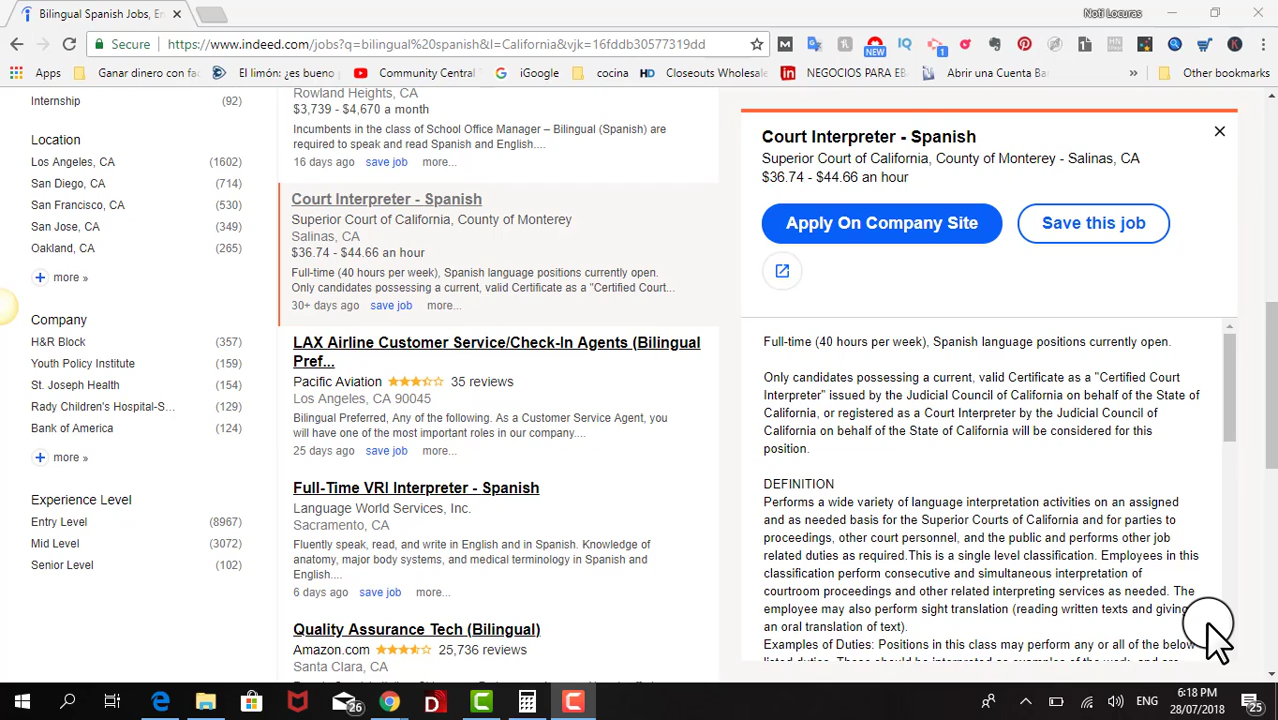 Bilingual Spanish Jobs, En
Noti Locuras
Secure
https://www.indeed.com/jobs?q=bilingual%20spanish&l=California&vjk=16fddb30577319dd
NEW
Apps
Ganar dinero con fac
El limón: ¿es bueno
Community Central
iGoogle
cocina
HD Closeouts Wholesale
in NEGOCIOS PARA EB
Abrir una Cuenta Ba
»
Other bookmarks
Internship (92)
Location
Los Angeles, CA (1602)
San Diego, CA (714)
San Francisco, CA (530)
San Jose, CA (349)
Oakland, CA (265)
+ more »
Company
H&R Block (357)
Youth Policy Institute (159)
St. Joseph Health (154)
Rady Children's Hospital-S... (129)
Bank of America (124)
+ more »
Experience Level
Entry Level (8967)
Mid Level (3072)
Senior Level (102)
Rowland Heights, CA
$3,739 - $4,670 a month
Incumbents in the class of School Office Manager – Bilingual (Spanish) are
required to speak and read Spanish and English....
16 days ago save job more...
Court Interpreter - Spanish
Superior Court of California, County of Monterey
Salinas, CA
$36.74 - $44.66 an hour
Full-time (40 hours per week), Spanish language positions currently open.
Only candidates possessing a current, valid Certificate as a "Certified Court...
30+ days ago save job more...
LAX Airline Customer Service/Check-In Agents (Bilingual
Pref...
Pacific Aviation 35 reviews
Los Angeles, CA 90045
Bilingual Preferred, Any of the following. As a Customer Service Agent, you
will have one of the most important roles in our company....
25 days ago save job more...
Full-Time VRI Interpreter - Spanish
Language World Services, Inc.
Sacramento, CA
Fluently speak, read, and write in English and in Spanish. Knowledge of
anatomy, major body systems, and medical terminology in Spanish and
English....
6 days ago save job more...
Quality Assurance Tech (Bilingual)
Amazon.com 25,736 reviews
Santa Clara, CA
Court Interpreter - Spanish
Superior Court of California, County of Monterey - Salinas, CA
$36.74 - $44.66 an hour
Apply On Company Site
Save this job
Full-time (40 hours per week), Spanish language positions currently open.
Only candidates possessing a current, valid Certificate as a "Certified Court
Interpreter" issued by the Judicial Council of California on behalf of the State of
California, or registered as a Court Interpreter by the Judicial Council of
California on behalf of the State of California will be considered for this
position.
DEFINITION
Performs a wide variety of language interpretation activities on an assigned
and as needed basis for the Superior Courts of California and for parties to
proceedings, other court personnel, and the public and performs other job
related duties as required.This is a single level classification. Employees in this
classification perform consecutive and simultaneous interpretation of
courtroom proceedings and other related interpreting services as needed. The
employee may also perform sight translation (reading written texts and giving
an oral translation of text).
Examples of Duties: Positions in this class may perform any or all of the below
26
ENG
6:18 PM
28/07/2018
25